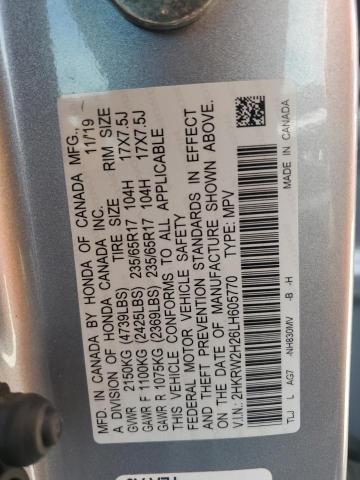 MFD. IN CANADA BY HONDA OF CANADA MFG.,
A DIVISION OF HONDA CANADA INC. 11/19
TIRE SIZE RIM SIZE
GVWR 2150KG (4739LBS)
GAWR F 1100KG (2425LBS) 235/65R17 104H 17X7.5J
GAWR R 1075KG (2369LBS) 235/65R17 104H 17X7.5J
THIS VEHICLE CONFORMS TO ALL APPLICABLE
FEDERAL MOTOR VEHICLE SAFETY
AND THEFT PREVENTION STANDARDS IN EFFECT
ON THE DATE OF MANUFACTURE SHOWN ABOVE.
V.I.N.: 2HKRW2H26LH605770 TYPE: MPV
TLJ L AG7 -NH830MV -B -H
MADE IN CANADA